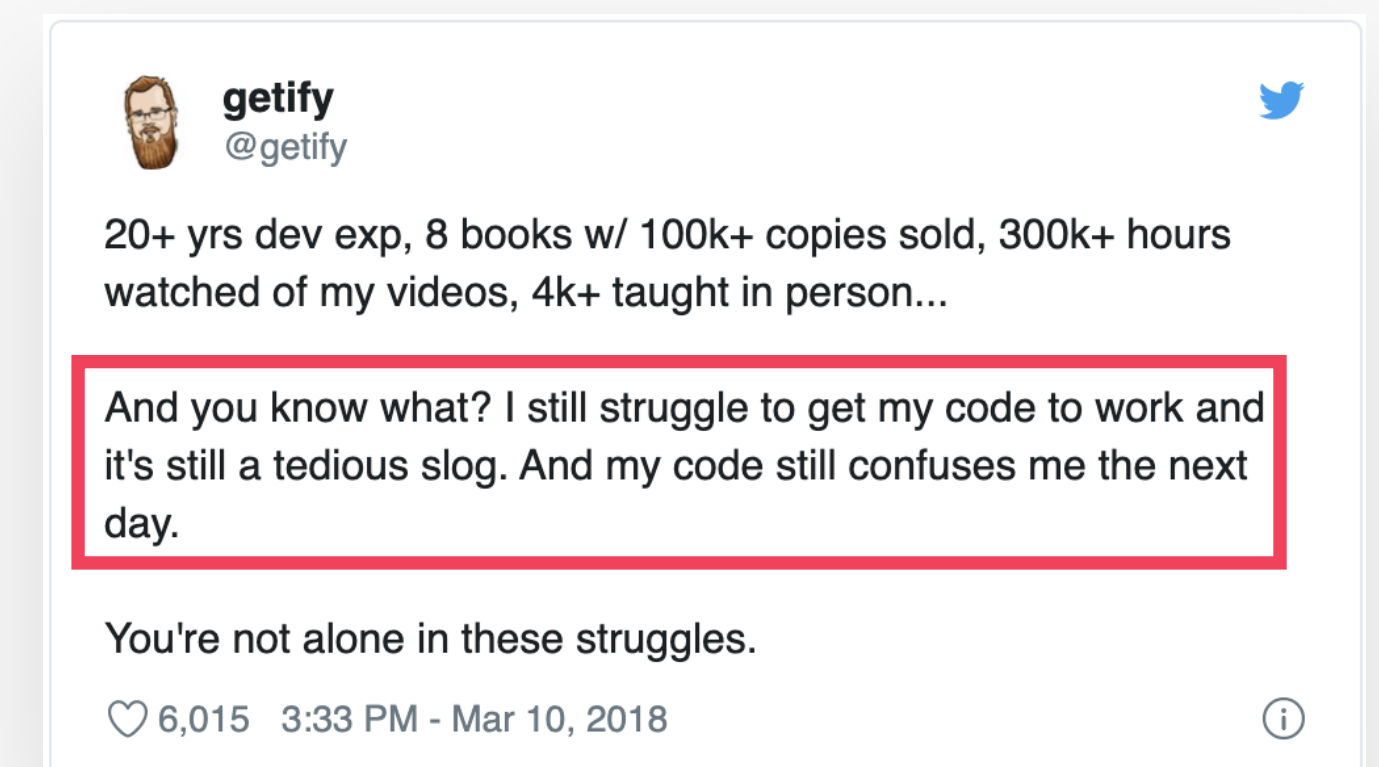 getify
@getify
20+ yrs dev exp, 8 books w/ 100k+ copies sold, 300k+ hours
watched of my videos, 4k+ taught in person...
And you know what? I still struggle to get my code to work and
it's still a tedious slog. And my code still confuses me the next
day.
You're not alone in these struggles.
6,015 3:33 PM - Mar 10, 2018